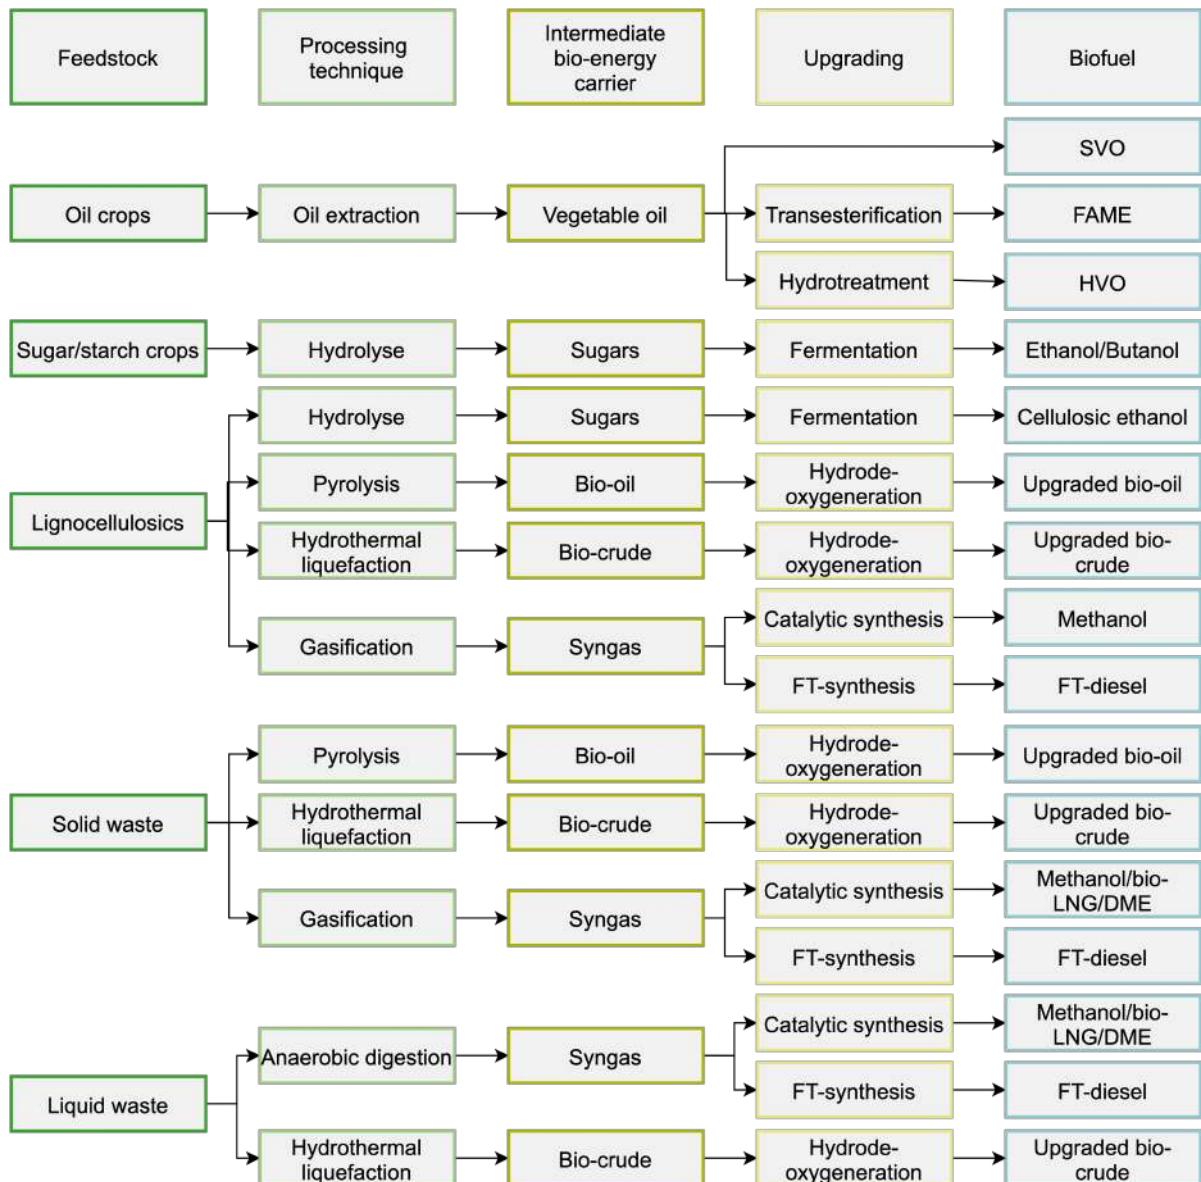 Feedstock
Processing
technique
Intermediate
bio-energy
carrier
Upgrading
Biofuel
SVO
Oil crops
Oil extraction
Vegetable oil
Transesterification
FAME
Hydrotreatment
HVO
Sugar/starch crops
Hydrolyse
Sugars
Fermentation
Ethanol/Butanol
Hydrolyse
Sugars
Fermentation
Cellulosic ethanol
Lignocellulosics
Pyrolysis
Bio-oil
Hydrode-
oxygeneration
Upgraded bio-oil
Hydrothermal
liquefaction
Bio-crude
Hydrode-
oxygeneration
Upgraded bio-
crude
Gasification
Syngas
Catalytic synthesis
Methanol
FT-synthesis
FT-diesel
Solid waste
Pyrolysis
Bio-oil
Hydrode-
oxygeneration
Upgraded bio-oil
Hydrothermal
liquefaction
Bio-crude
Hydrode-
oxygeneration
Upgraded bio-
crude
Gasification
Syngas
Catalytic synthesis
Methanol/bio-
LNG/DME
FT-synthesis
FT-diesel
Liquid waste
Anaerobic digestion
Syngas
Catalytic synthesis
Methanol/bio-
LNG/DME
FT-synthesis
FT-diesel
Hydrothermal
liquefaction
Bio-crude
Hydrode-
oxygeneration
Upgraded bio-
crude